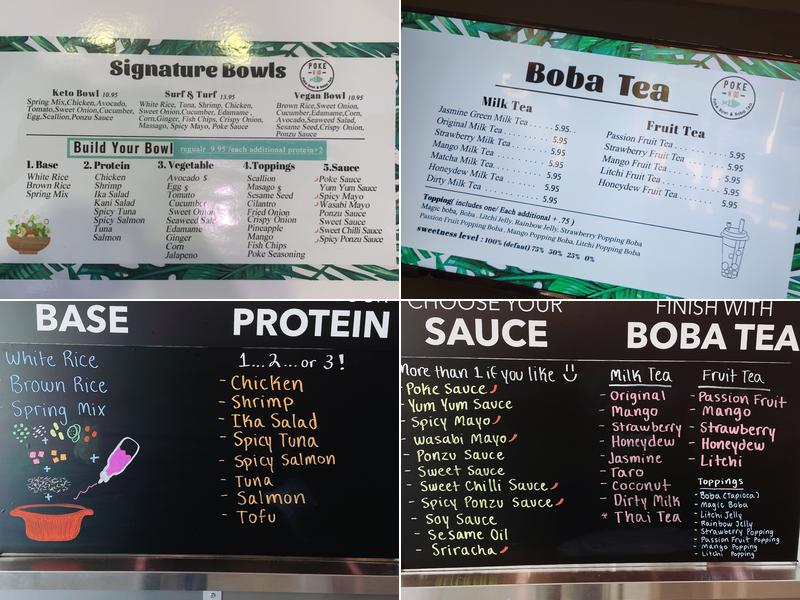 Signature Bowls
POKE
Keto Bowl 10.95
Spring Mix,Chicken,Avocado,
Tomato,Sweet Onion,Cucumber,
Egg,Scallion,Ponzu Sauce
Surf & Turf 13.95
White Rice, Tuna, Shrimp, Chicken,
Sweet Onion,Cucumber, Edamame ,
Corn,Ginger, Fish Chips, Crispy Onion,
Massago, Spicy Mayo, Poke Sauce
Vegan Bowl 10.95
Brown Rice,Sweet Onion,
Cucumber,Edamame,Corn,
Avocado,Seaweed Salad,
Sesame Seed,Crispy Onion,
Ponzu Sauce
Build Your Bowl regualr 9.95/each additional protein+2
1. Base
White Rice
Brown Rice
Spring Mix
2. Protein
Chicken
Shrimp
Ika Salad
Kani Salad
Spicy Tuna
Spicy Salmon
Tuna
Salmon
3. Vegetable
Avocado $
Egg $
Tomato
Cucumber
Sweet Onion
Seaweed Salad
Edamame
Ginger
Corn
Jalapeno
4.Toppings
Scallion
Masago $
Sesame Seed
Cilantro
Fried Onion
Crispy Onion
Pineapple
Mango
Fish Chips
Poke Seasoning
5.Sauce
Poke Sauce
Yum Yum Sauce
Spicy Mayo
Wasabi Mayo
Ponzu Sauce
Sweet Sauce
Sweet Chilli Sauce
Spicy Ponzu Sauce
Boba Tea
POKE
Milk Tea
Jasmine Green Milk Tea . . . . . . . 5.95
Original Milk Tea . . . . . . . . . . 5.95
Strawberry Milk Tea . . . . . . . . 5.95
Mango Milk Tea . . . . . . . . . . 5.95
Matcha Milk Tea . . . . . . . . . . 5.95
Honeydew Milk Tea . . . . . . . . 5.95
Dirty Milk Tea . . . . . . . . . . 5.95
Fruit Tea
Passion Fruit Tea . . . . . . . . . 5.95
Strawberry Fruit Tea . . . . . . . 5.95
Mango Fruit Tea . . . . . . . . . 5.95
Litchi Fruit Tea . . . . . . . . . 5.95
Honeydew Fruit Tea . . . . . . . . 5.95
Topping( includes one/ Each additional + .75 )
Magic boba, Boba , Litchi Jelly, Rainbow Jelly, Strawberry Popping Boba
Passion Fruit Popping Boba , Mango Popping Boba, Litchi Popping Boba
sweetness level : 100% (defaut) 75% 50% 25% 0%
BASE
White Rice
Brown Rice
- Spring Mix
PROTEIN
1...2...or 3!
- Chicken
- Shrimp
- Ika Salad
- Spicy Tuna
- Spicy Salmon
- Tuna
- Salmon
- Tofu
CHOOSE YOUR
SAUCE
More than 1 if you like
- Poke Sauce
- Yum Yum Sauce
- Spicy Mayo
- Wasabi Mayo
- Ponzu Sauce
- Sweet Sauce
- Sweet Chilli Sauce
- Spicy Ponzu Sauce
- Soy Sauce
- Sesame Oil
- Sriracha
FINISH WITH
BOBA TEA
Milk Tea
- Original
- Mango
- Strawberry
- Honeydew
- Jasmine
- Taro
- Coconut
- Dirty Milk
* Thai Tea
Fruit Tea
- Passion Fruit
- Mango
- Strawberry
- Honeydew
- Litchi
Toppings
- Boba (Tapioca)
- Magic Boba
- Litchi Jelly
- Rainbow Jelly
- Strawberry Popping
- Passion Fruit Popping
- Mango Popping
- Litchi Popping